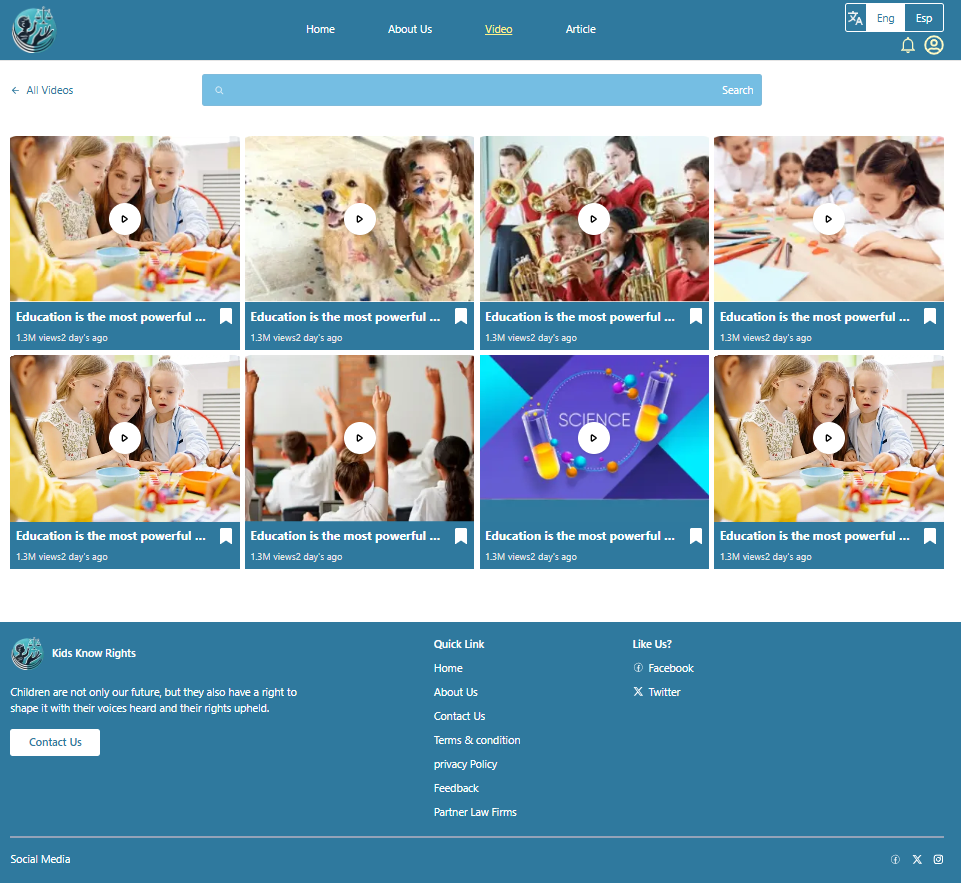 Home
About Us
Video
Article
Eng
Esp
All Videos
Search
SCIENCE
Education is the most powerful ...
1.3M views2 day's ago
Education is the most powerful ...
1.3M views2 day's ago
Education is the most powerful ...
1.3M views2 day's ago
Education is the most powerful ...
1.3M views2 day's ago
Education is the most powerful ...
1.3M views2 day's ago
Education is the most powerful ...
1.3M views2 day's ago
Education is the most powerful ...
1.3M views2 day's ago
Education is the most powerful ...
1.3M views2 day's ago
Kids Know Rights
Children are not only our future, but they also have a right to
shape it with their voices heard and their rights upheld.
Contact Us
Quick Link
Home
About Us
Contact Us
Terms & condition
privacy Policy
Feedback
Partner Law Firms
Like Us?
Facebook
Twitter
Social Media